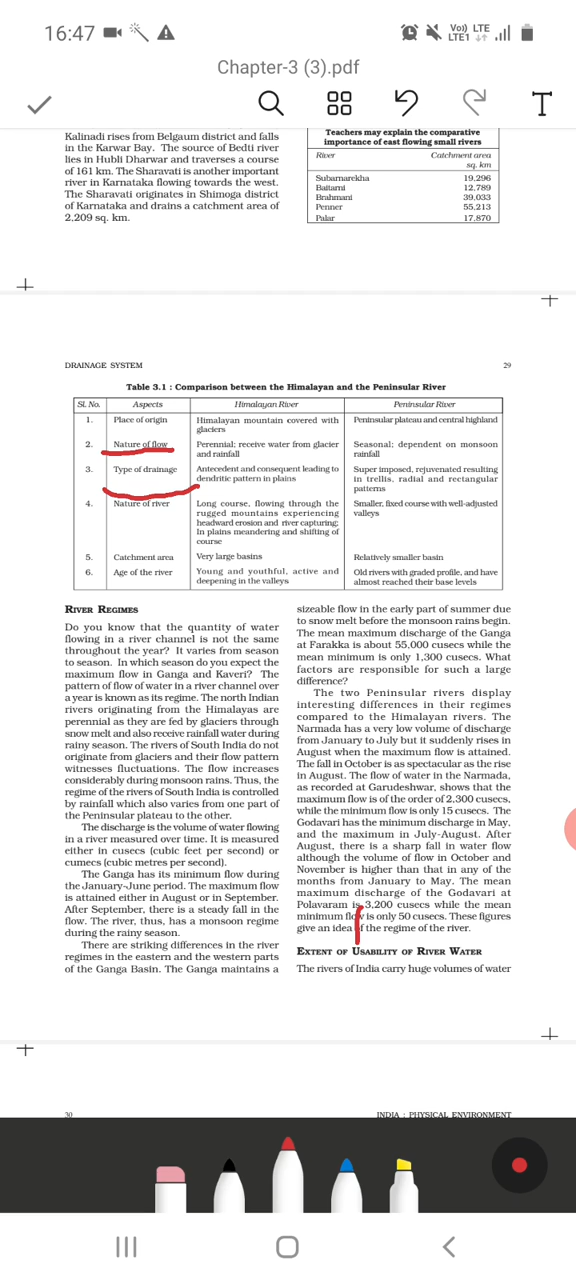 16:47
Vo)) LTE
LTE1
Chapter-3 (3).pdf
T
Kalinadi rises from Belgaum district and falls
in the Karwar Bay. The source of Bedti river
lies in Hubli Dharwar and traverses a course
of 161 km. The Sharavati is another important
river in Karnataka flowing towards the west.
The Sharavati originates in Shimoga district
of Karnataka and drains a catchment area of
2,209 sq. km.
Teachers may explain the comparative
importance of east flowing small rivers
River Catchment area
sq. km
Subarnarekha 19,296
Baitarni 12,789
Brahmani 39,033
Penner 55,213
Palar 17,870
DRAINAGE SYSTEM 29
Table 3.1 : Comparison between the Himalayan and the Peninsular River
Sl. No. Aspects Himalayan River Peninsular River
1. Place of origin Himalayan mountain covered with Peninsular plateau and central highland
glaciers
2. Nature of flow Perennial; receive water from glacier Seasonal; dependent on monsoon
and rainfall rainfall
3. Type of drainage Antecedent and consequent leading to Super imposed, rejuvenated resulting
dendritic pattern in plains in trellis, radial and rectangular
patterns
4. Nature of river Long course, flowing through the Smaller, fixed course with well-adjusted
rugged mountains experiencing valleys
headward erosion and river capturing;
In plains meandering and shifting of
course
5. Catchment area Very large basins Relatively smaller basin
6. Age of the river Young and youthful, active and Old rivers with graded profile, and have
deepening in the valleys almost reached their base levels
RIVER REGIMES
Do you know that the quantity of water
flowing in a river channel is not the same
throughout the year? It varies from season
to season. In which season do you expect the
maximum flow in Ganga and Kaveri? The
pattern of flow of water in a river channel over
a year is known as its regime. The north Indian
rivers originating from the Himalayas are
perennial as they are fed by glaciers through
snow melt and also receive rainfall water during
rainy season. The rivers of South India do not
originate from glaciers and their flow pattern
witnesses fluctuations. The flow increases
considerably during monsoon rains. Thus, the
regime of the rivers of South India is controlled
by rainfall which also varies from one part of
the Peninsular plateau to the other.
The discharge is the volume of water flowing
in a river measured over time. It is measured
either in cusecs (cubic feet per second) or
cumecs (cubic metres per second).
The Ganga has its minimum flow during
the January-June period. The maximum flow
is attained either in August or in September.
After September, there is a steady fall in the
flow. The river, thus, has a monsoon regime
during the rainy season.
There are striking differences in the river
regimes in the eastern and the western parts
of the Ganga Basin. The Ganga maintains a
sizeable flow in the early part of summer due
to snow melt before the monsoon rains begin.
The mean maximum discharge of the Ganga
at Farakka is about 55,000 cusecs while the
mean minimum is only 1,300 cusecs. What
factors are responsible for such a large
difference?
The two Peninsular rivers display
interesting differences in their regimes
compared to the Himalayan rivers. The
Narmada has a very low volume of discharge
from January to July but it suddenly rises in
August when the maximum flow is attained.
The fall in October is as spectacular as the rise
in August. The flow of water in the Narmada,
as recorded at Garudeshwar, shows that the
maximum flow is of the order of 2,300 cusecs,
while the minimum flow is only 15 cusecs. The
Godavari has the minimum discharge in May,
and the maximum in July-August. After
August, there is a sharp fall in water flow
although the volume of flow in October and
November is higher than that in any of the
months from January to May. The mean
maximum discharge of the Godavari at
Polavaram is 3,200 cusecs while the mean
minimum flow is only 50 cusecs. These figures
give an idea of the regime of the river.
EXTENT OF USABILITY OF RIVER WATER
The rivers of India carry huge volumes of water
30 INDIA : PHYSICAL ENVIRONMENT